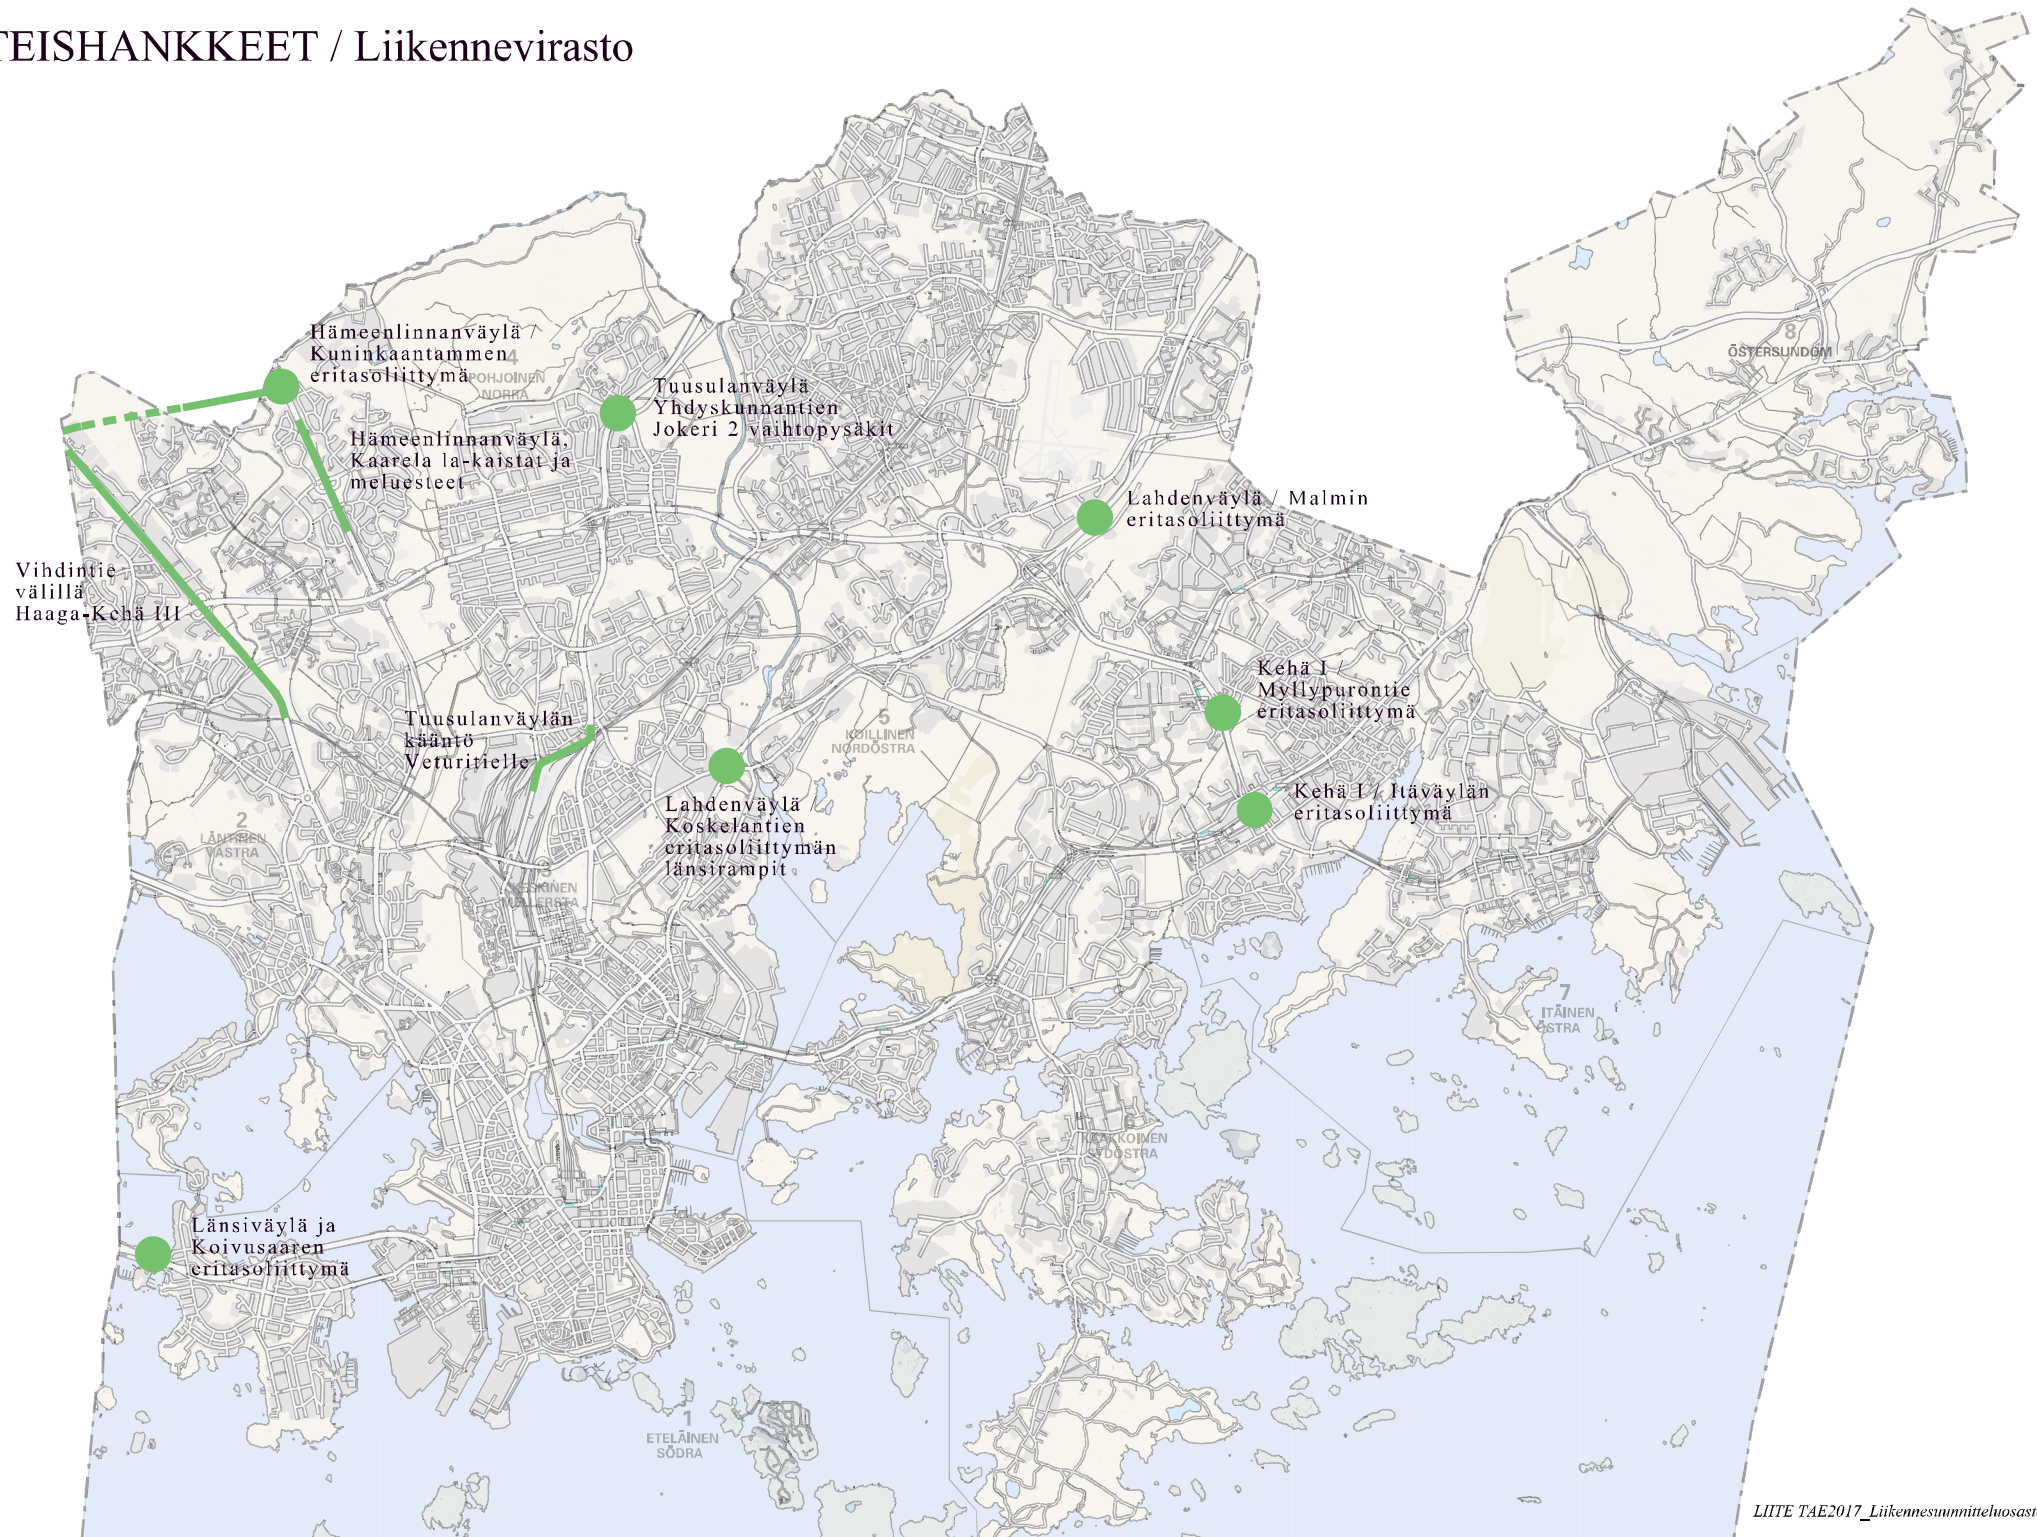 TEISHANKKEET / Liikennevirasto
Hämeenlinnanväylä /
Kuninkaantammen
eritasoliittymä
4
POHJOINEN
NORRA
Tuusulanväylä
Yhdyskunnantien
Jokeri 2 vaihtopysäkit
Hämeenlinnanväylä,
Kaarela la-kaistat ja
meluesteet
8
ÖSTERSUNDOM
Lahdenväylä / Malmin
eritasoliittymä
Vihdintie
välillä
Haaga-Kehä III
Kehä I /
Myllypurontie
eritasoliittymä
Tuusulanväylän
kääntö
Veturitielle
5
KOILLINEN
NORDÖSTRA
Kehä I / Itäväylän
eritasoliittymä
Lahdenväylä /
Koskelantien
eritasoliittymän
länsirampit
2
LÄNTINEN
VÄSTRA
3
KESKINEN
MELLERSTA
7
ITÄINEN
ÖSTRA
6
KAAKKOINEN
SYDÖSTRA
Länsiväylä ja
Koivusaaren
eritasoliittymä
1
ETELÄINEN
SÖDRA
LIITE TAE2017_Liikennesuunnitteluosast